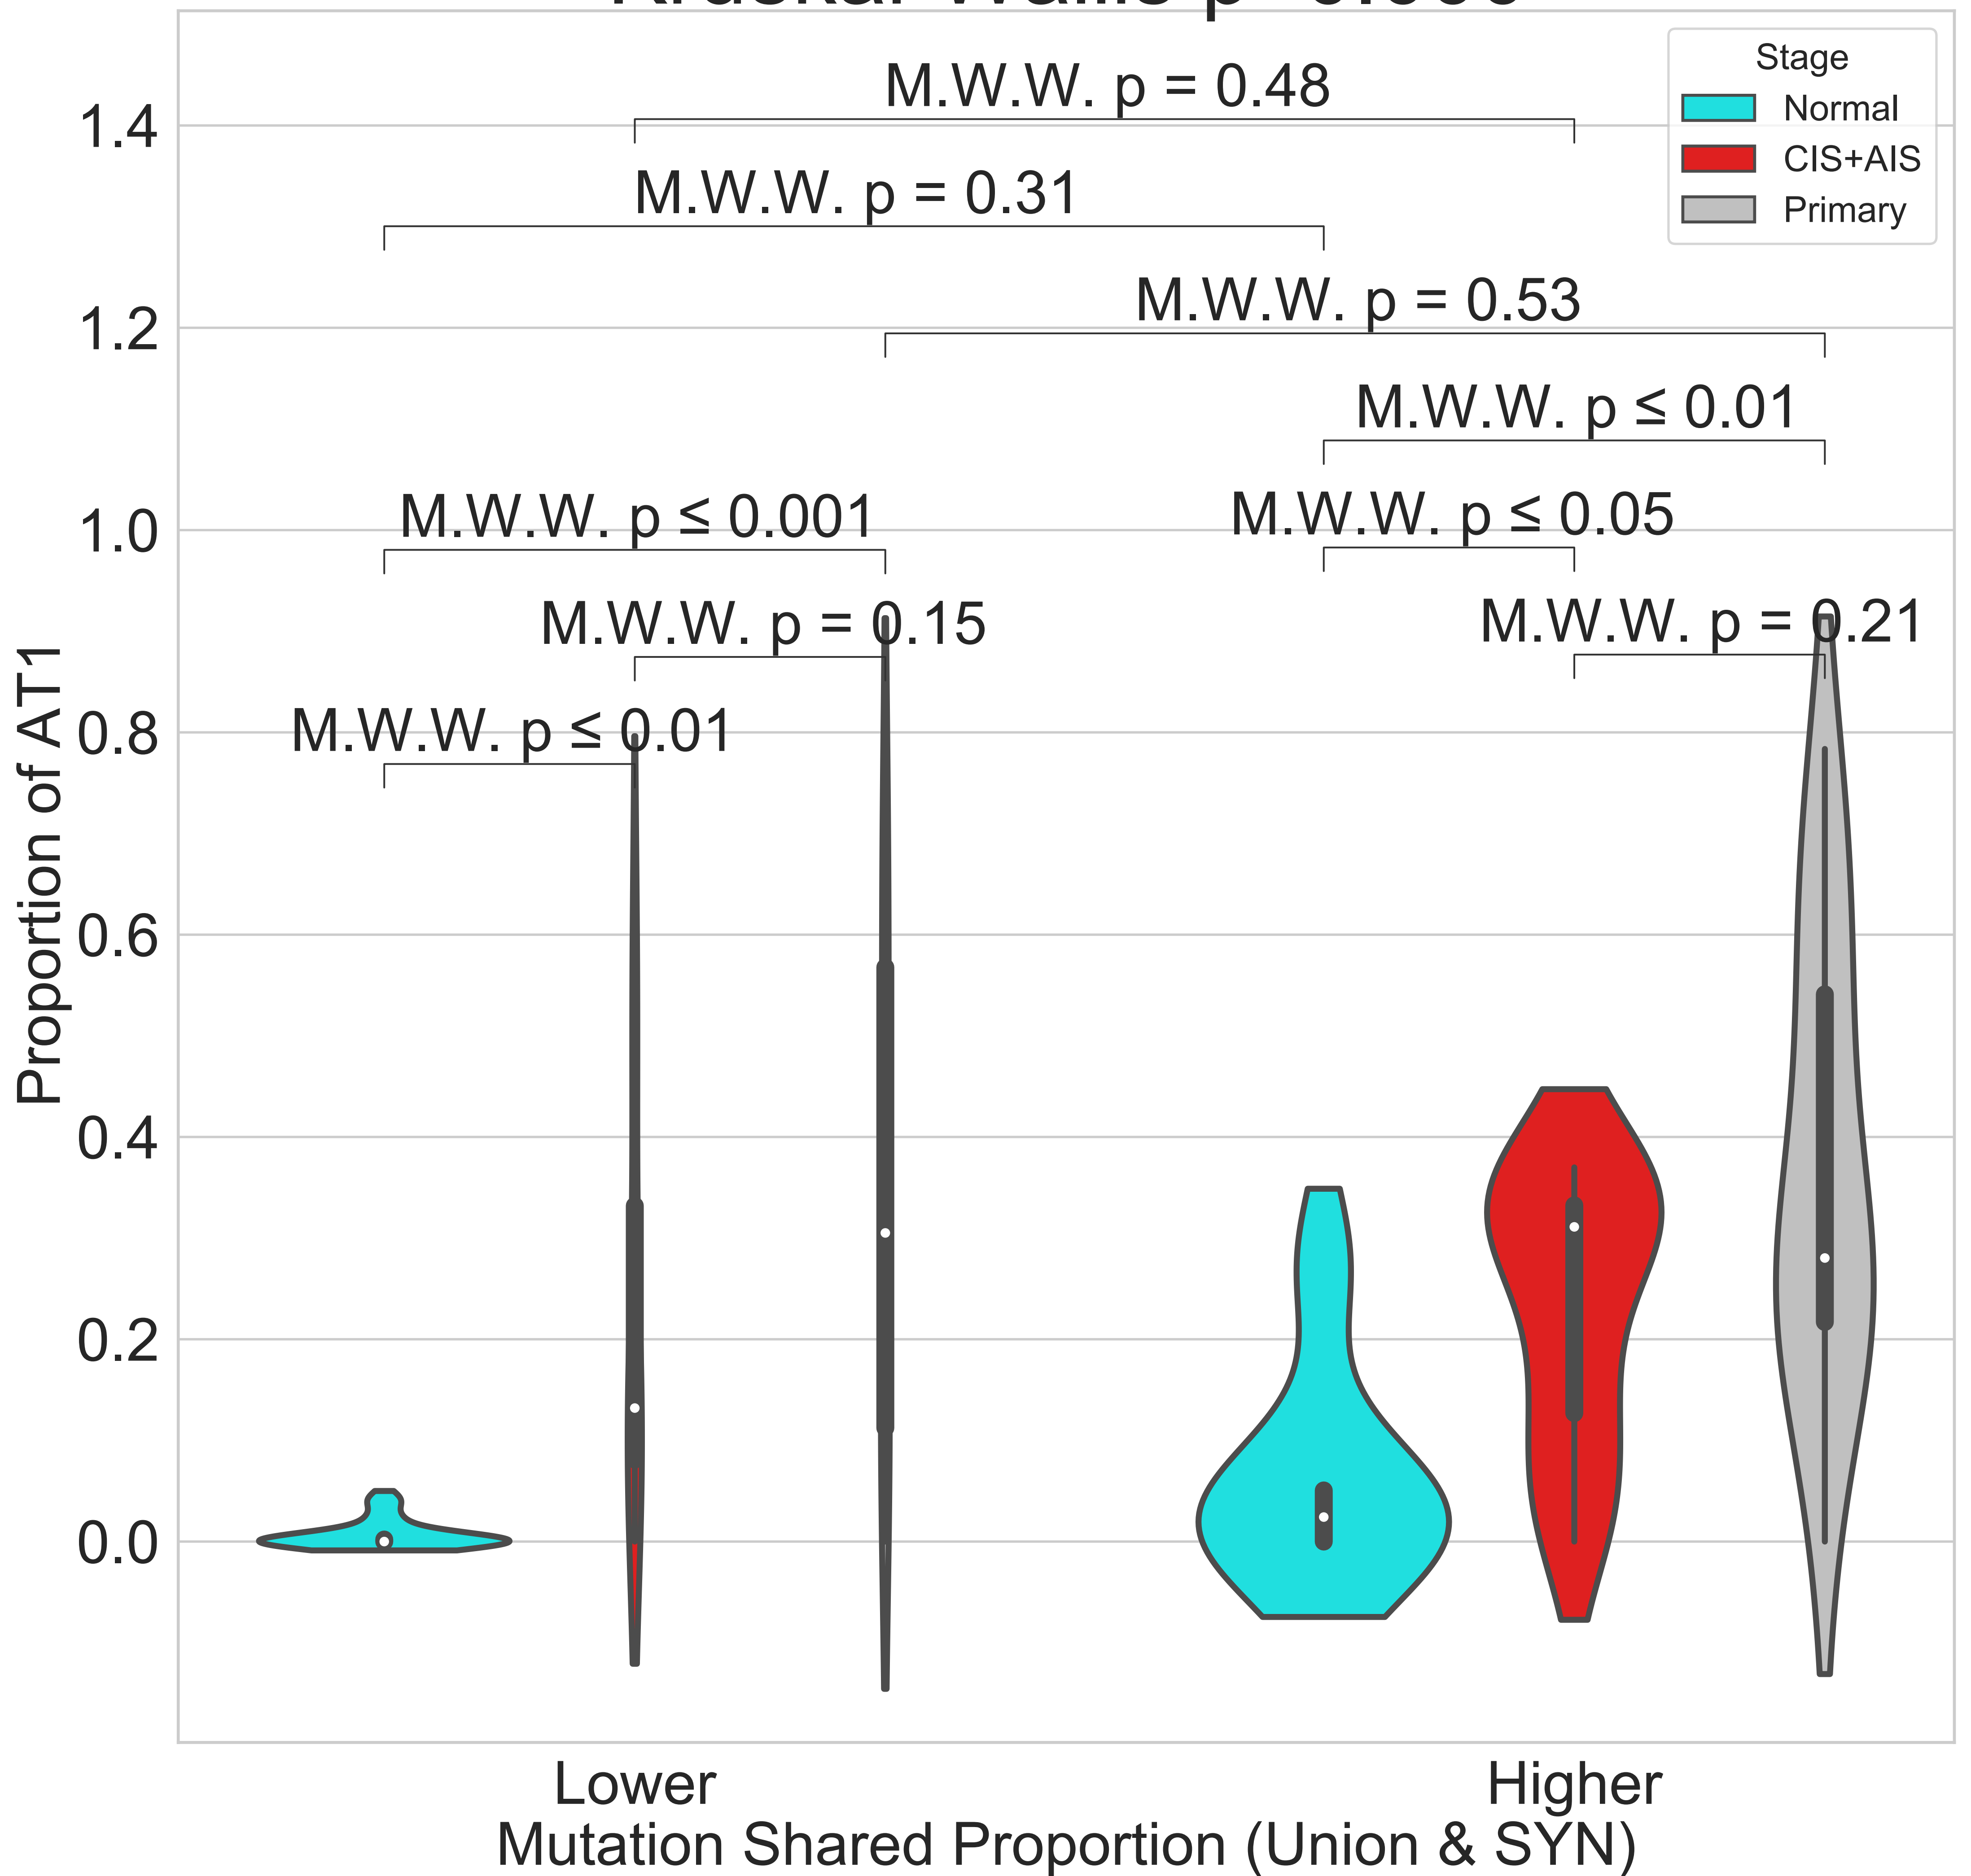 Stage
Normal
CIS+AIS
Primary
M.W.W. p = 0.48
M.W.W. p = 0.31
M.W.W. p = 0.53
M.W.W. p ≤ 0.01
M.W.W. p ≤ 0.001
M.W.W. p ≤ 0.05
M.W.W. p = 0.15
M.W.W. p = 0.21
M.W.W. p ≤ 0.01
1.4
1.2
1.0
0.8
0.6
0.4
0.2
0.0
Proportion of AT1
Lower
Higher
Mutation Shared Proportion (Union & SYN)